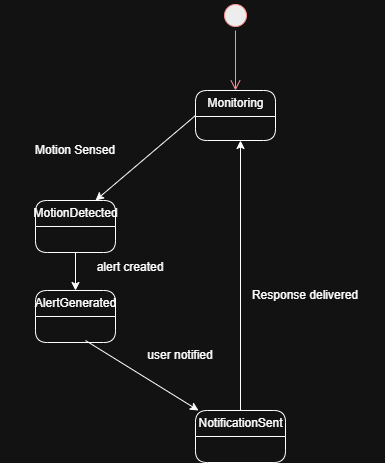 Monitoring
Motion Sensed
MotionDetected
alert created
Response delivered
AlertGenerated
user notified
NotificationSent